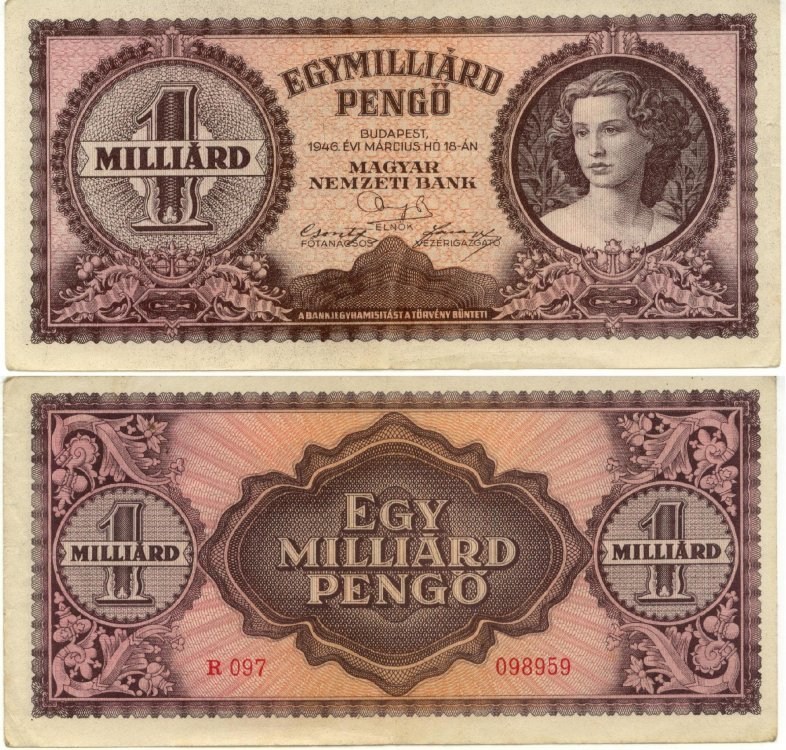 1
MILLIÁRD
EGYMILLIÁRD
PENGŐ
BUDAPEST,
1946. ÉVI MÁRCIUS HÓ 18-ÁN
MAGYAR
NEMZETI BANK
ELNÖK
FŐTANÁCSOS VEZÉRIGAZGATÓ
A BANKJEGYHAMISÍTÁST A TÖRVÉNY BÜNTETI
1
MILLIÁRD
EGY
MILLIÁRD
PENGŐ
1
MILLIÁRD
R 097 098959